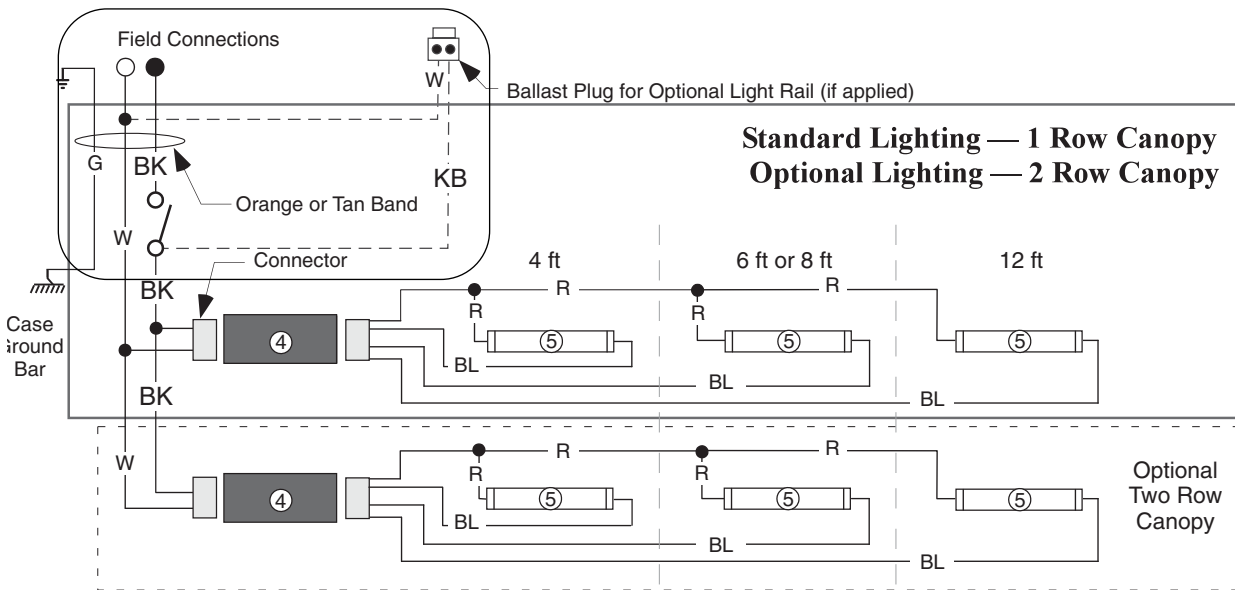 Field Connections
W
Ballast Plug for Optional Light Rail (if applied)
Standard Lighting — 1 Row Canopy
Optional Lighting — 2 Row Canopy
G
BK
KB
Orange or Tan Band
W
Connector
4 ft
6 ft or 8 ft
12 ft
BK
R
R
R
R
Case
Ground
Bar
4
5
5
5
BL
BL
BL
BK
W
R
R
R
R
4
5
5
5
BL
BL
BL
Optional
Two Row
Canopy